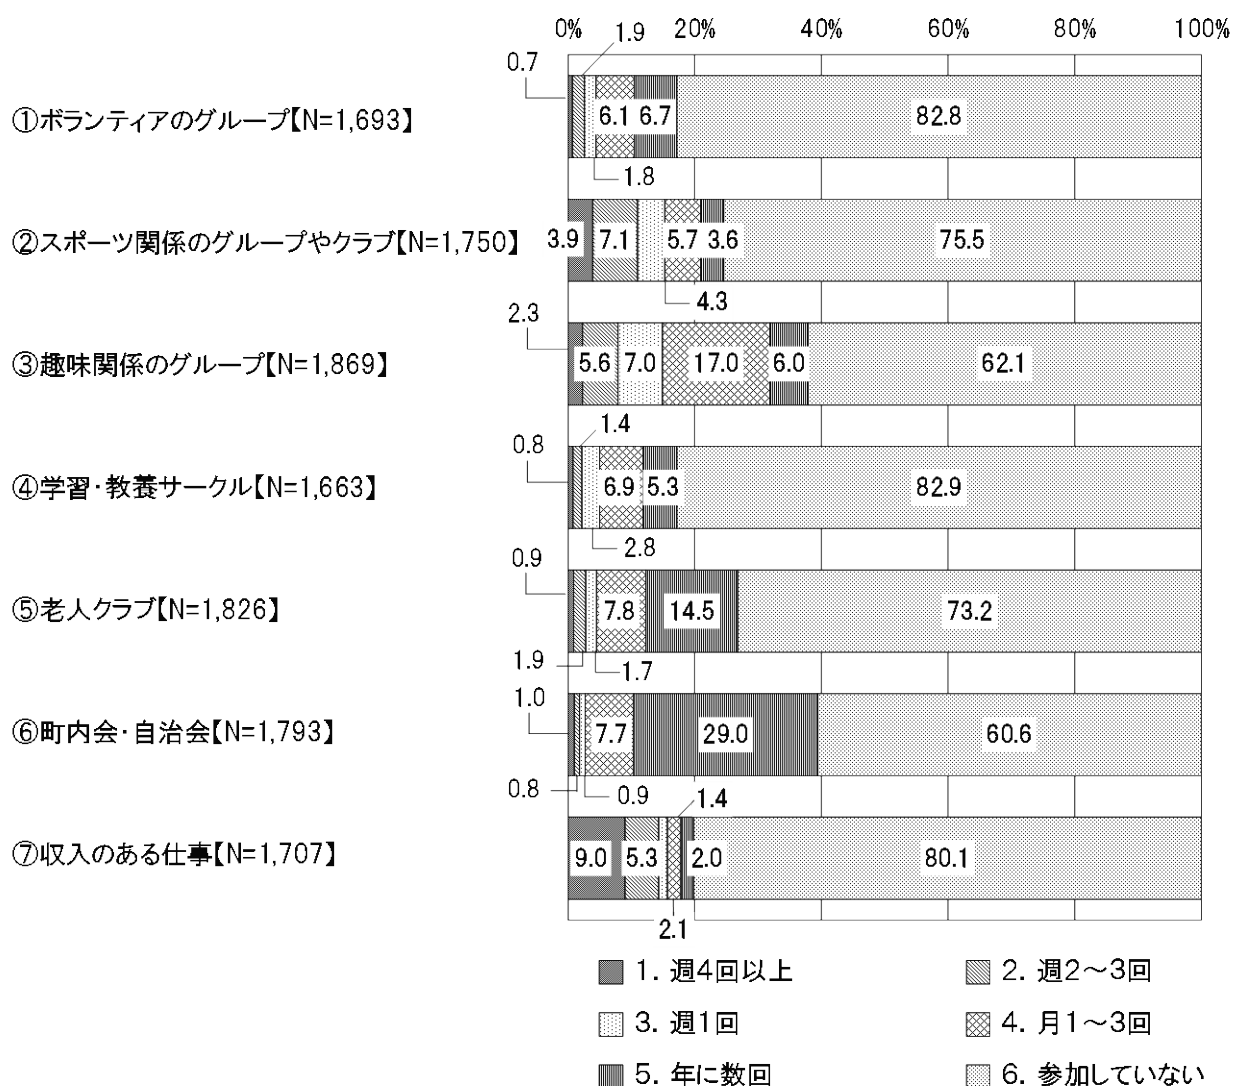 0% 20% 40% 60% 80% 100%
1.9
0.7
①ボランティアのグループ【N=1,693】 6.1 6.7 82.8
1.8
②スポーツ関係のグループやクラブ【N=1,750】 3.9 7.1 5.7 3.6 75.5
4.3
2.3
③趣味関係のグループ【N=1,869】 5.6 7.0 17.0 6.0 62.1
1.4
0.8
④学習・教養サークル【N=1,663】 6.9 5.3 82.9
2.8
0.9
⑤老人クラブ【N=1,826】 7.8 14.5 73.2
1.9 1.7
1.0
⑥町内会・自治会【N=1,793】 7.7 29.0 60.6
0.8 0.9 1.4
⑦収入のある仕事【N=1,707】 9.0 5.3 2.0 80.1
2.1
1. 週4回以上 2. 週2～3回
3. 週1回 4. 月1～3回
5. 年に数回 6. 参加していない